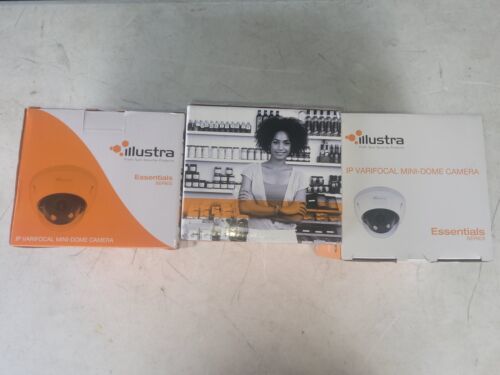 illustra
Essentials
SERIES
IP VARIFOCAL MINI-DOME CAMERA
illustra
IP VARIFOCAL MINI-DOME CAMERA
Essentials
SERIES